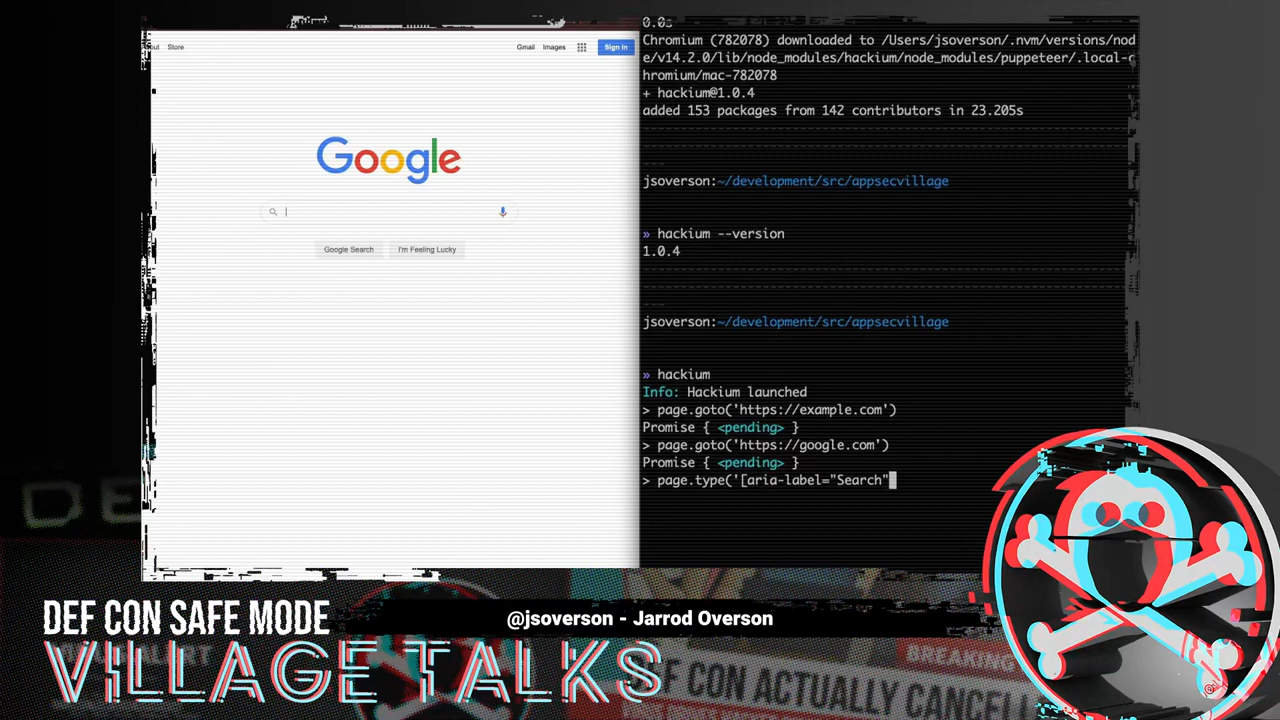 out Store
Gmail Images Sign in
Google
Google Search I'm Feeling Lucky
0.0s
Chromium (782078) downloaded to /Users/jsoverson/.nvm/versions/nod
e/v14.2.0/lib/node_modules/hackium/node_modules/puppeteer/.local-c
hromium/mac-782078
+ hackium@1.0.4
added 153 packages from 142 contributors in 23.205s
jsoverson:~/development/src/appsecvillage
» hackium --version
1.0.4
jsoverson:~/development/src/appsecvillage
» hackium
Info: Hackium launched
> page.goto('https://example.com')
Promise { <pending> }
> page.goto('https://google.com')
Promise { <pending> }
> page.type('[aria-label="Search"
DE
DEF CON SAFE MODE
@jsoverson - Jarrod Overson
VILLAGE TALKS
BREAKING
DEF CON ACTUALLY CANCEL